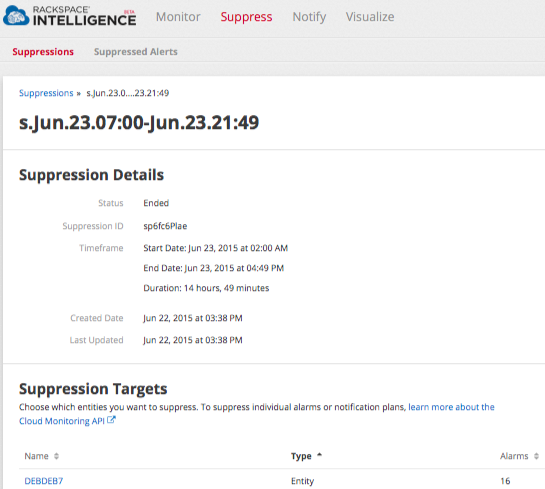 RACKSPACE®
INTELLIGENCE BETA
Monitor Suppress Notify Visualize
Suppressions Suppressed Alerts
Suppressions » s.Jun.23.0....23.21:49
s.Jun.23.07:00-Jun.23.21:49
Suppression Details
Status Ended
Suppression ID sp6fc6Plae
Timeframe Start Date: Jun 23, 2015 at 02:00 AM
End Date: Jun 23, 2015 at 04:49 PM
Duration: 14 hours, 49 minutes
Created Date Jun 22, 2015 at 03:38 PM
Last Updated Jun 22, 2015 at 03:38 PM
Suppression Targets
Choose which entities you want to suppress. To suppress individual alarms or notification plans, learn more about the
Cloud Monitoring API
Name Type Alarms
DEBDEB7 Entity 16